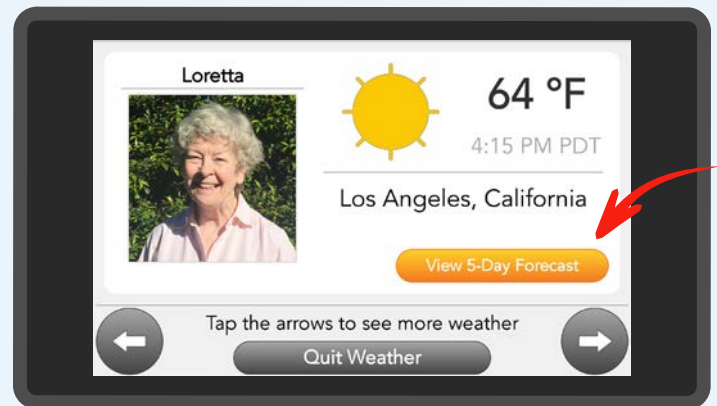 Loretta
64 °F
4:15 PM PDT
Los Angeles, California
View 5-Day Forecast
Tap the arrows to see more weather
Quit Weather